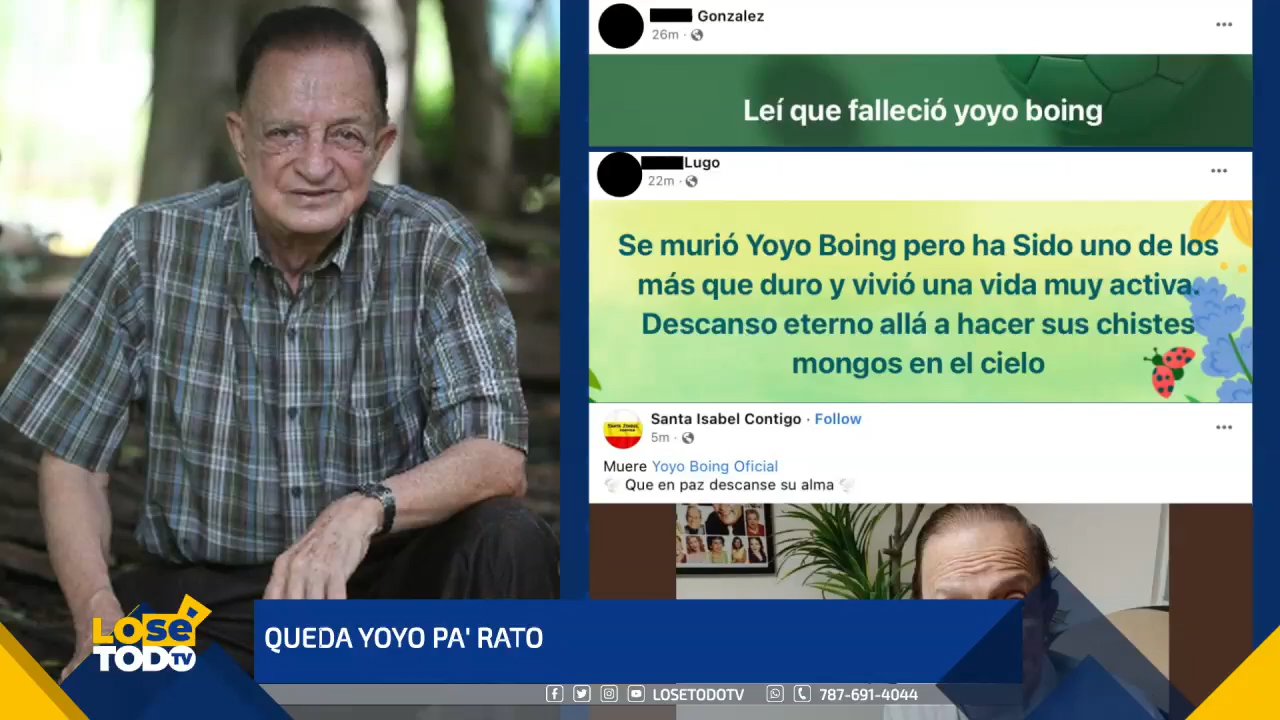 Gonzalez
26m
Leí que falleció yoyo boing
Lugo
22m
Se murió Yoyo Boing pero ha Sido uno de los
más que duro y vivió una vida muy activa.
Descanso eterno allá a hacer sus chistes
mongos en el cielo
Santa Isabel Contigo · Follow
5m
Muere Yoyo Boing Oficial
Que en paz descanse su alma
LóSé TODO TV
QUEDA YOYO PA' RATO
LOSETODOTV 787-691-4044